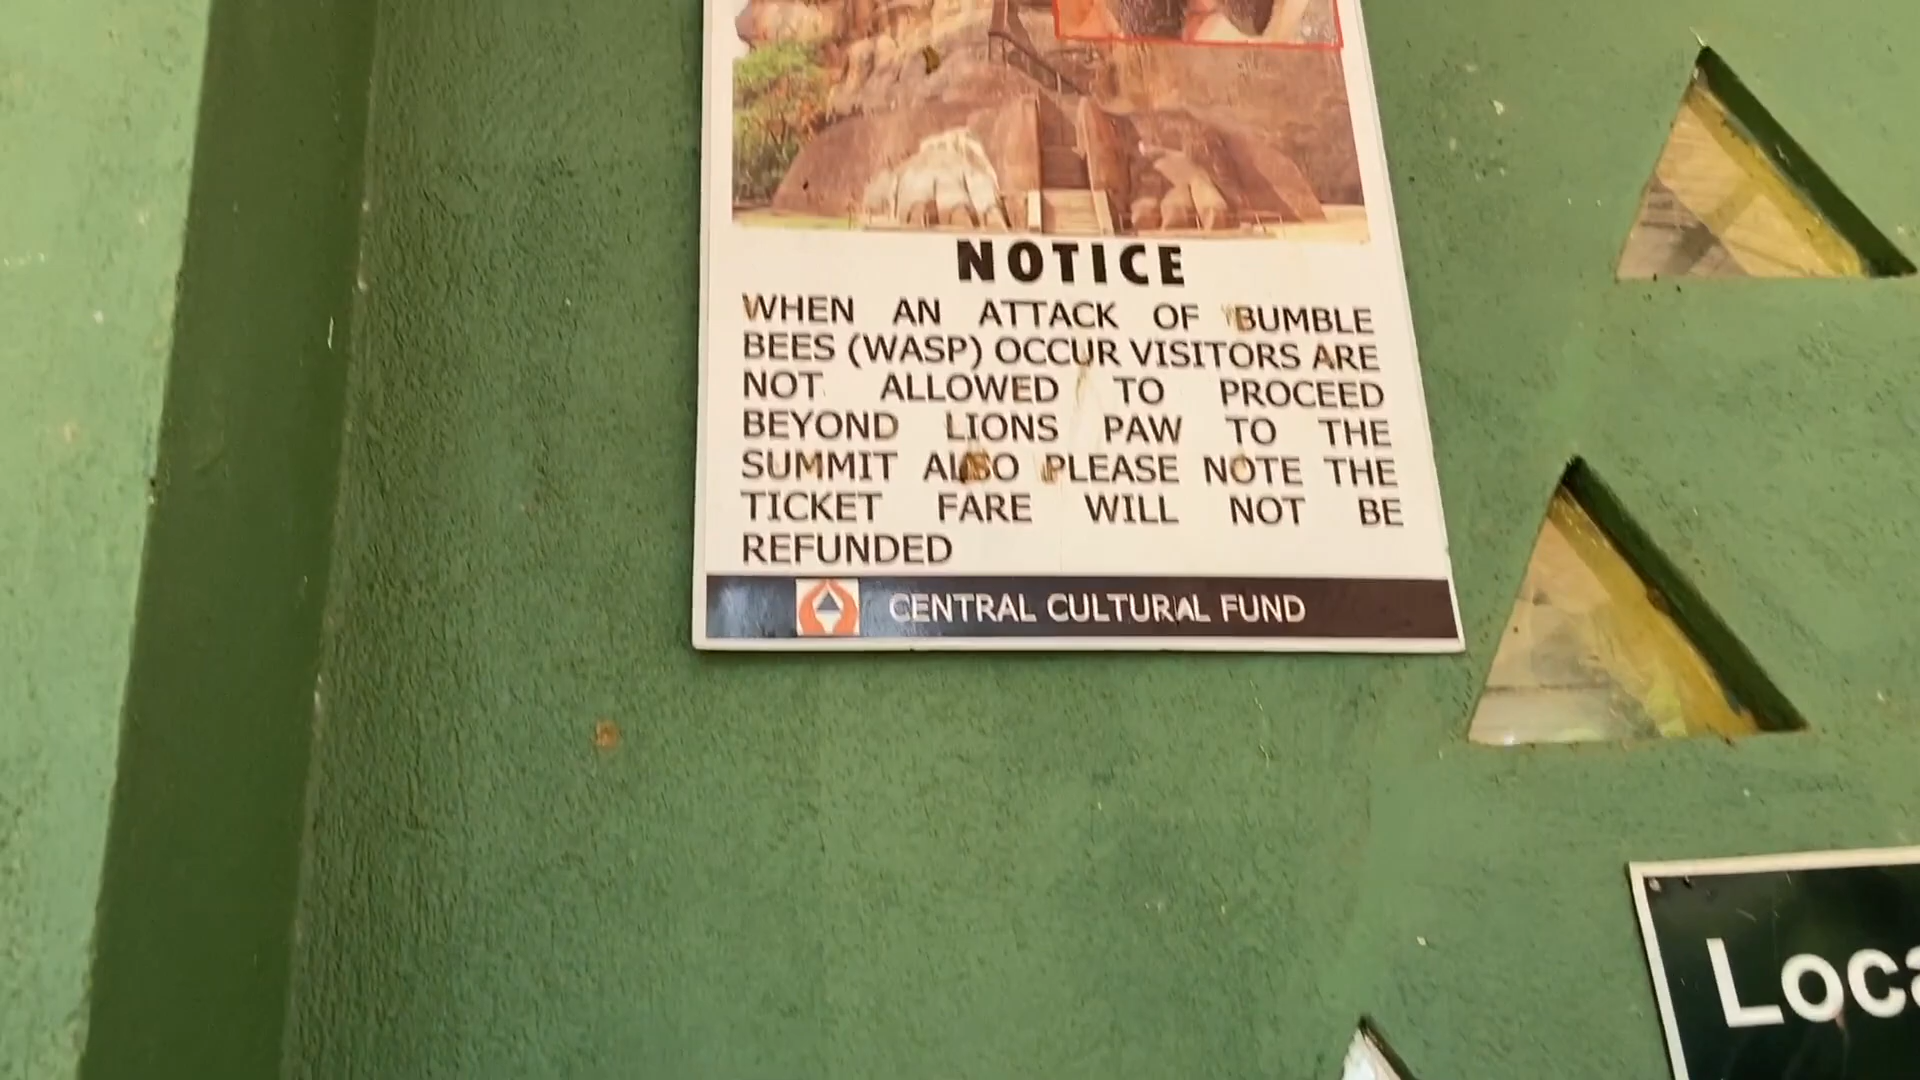 NOTICE
WHEN AN ATTACK OF BUMBLE
BEES (WASP) OCCUR VISITORS ARE
NOT ALLOWED TO PROCEED
BEYOND LIONS PAW TO THE
SUMMIT ALSO PLEASE NOTE THE
TICKET FARE WILL NOT BE
REFUNDED
CENTRAL CULTURAL FUND